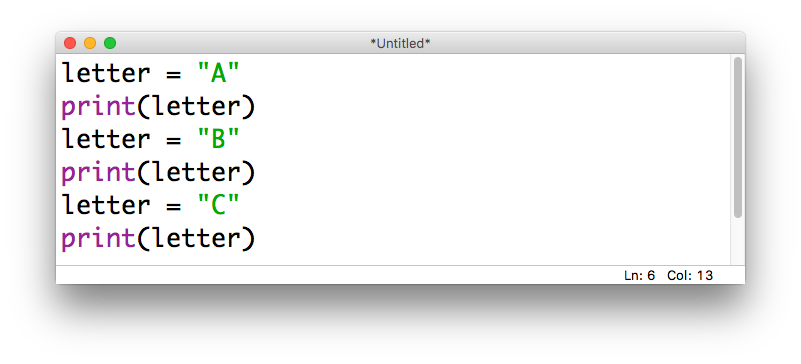 *Untitled*
letter = "A"
print(letter)
letter = "B"
print(letter)
letter = "C"
print(letter)
Ln: 6 Col: 13